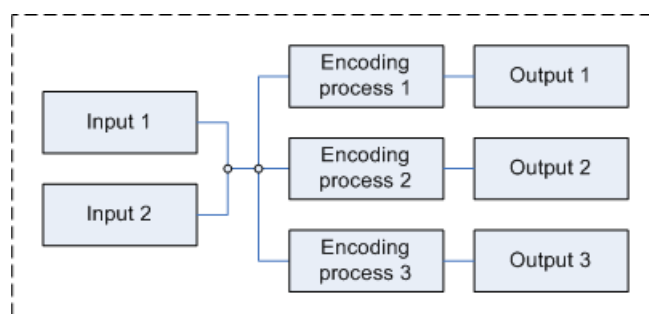 Input 1
Input 2
Encoding
process 1
Encoding
process 2
Encoding
process 3
Output 1
Output 2
Output 3